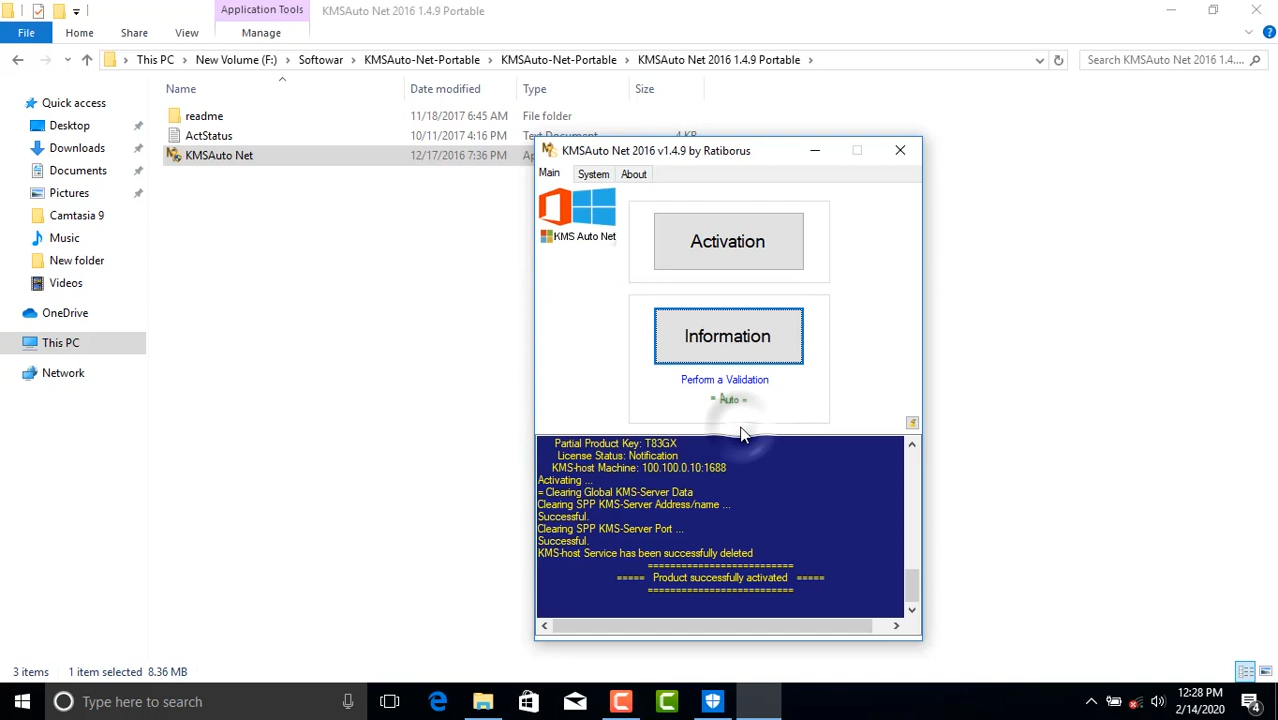 Application Tools
KMSAuto Net 2016 1.4.9 Portable
File
Home
Share
View
Manage
This PC
New Volume (F:)
Softowar
KMSAuto-Net-Portable
KMSAuto-Net-Portable
KMSAuto Net 2016 1.4.9 Portable
Search KMSAuto Net 2016 1.4....
Name
Date modified
Type
Size
Quick access
Desktop
Downloads
Documents
Pictures
Camtasia 9
Music
New folder
Videos
OneDrive
This PC
Network
readme
11/18/2017 6:45 AM
File folder
ActStatus
10/11/2017 4:16 PM
Text Document
4 KB
KMSAuto Net
12/17/2016 7:36 PM
KMSAuto Net 2016 v1.4.9 by Ratiborus
Main
System
About
KMS Auto Net
Activation
Information
Perform a Validation
= Auto =
Partial Product Key: T83GX
License Status: Notification
KMS-host Machine: 100.100.0.10:1688
Activating ...
= Clearing Global KMS-Server Data
Clearing SPP KMS-Server Address/name ...
Successful.
Clearing SPP KMS-Server Port ...
Successful.
KMS-host Service has been successfully deleted
===========================
===== Product successfully activated =====
===========================
3 items
1 item selected 8.36 MB
Type here to search
12:28 PM
2/14/2020
4